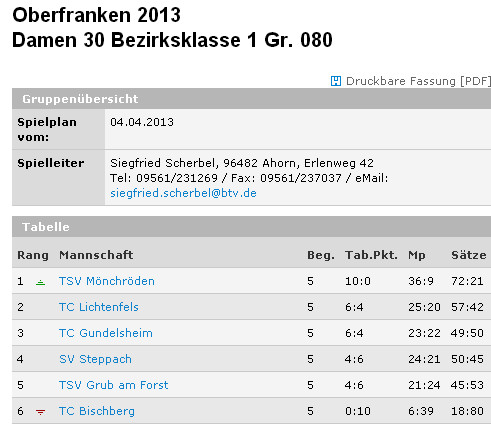 Oberfranken 2013
Damen 30 Bezirksklasse 1 Gr. 080
Druckbare Fassung [PDF]
Gruppenübersicht
Spielplan vom: 04.04.2013
Spielleiter Siegfried Scherbel, 96482 Ahorn, Erlenweg 42
Tel: 09561/231269 / Fax: 09561/237037 / eMail:
siegfried.scherbel@btv.de
Tabelle
Rang Mannschaft Beg. Tab.Pkt. Mp Sätze
1 TSV Mönchröden 5 10:0 36:9 72:21
2 TC Lichtenfels 5 6:4 25:20 57:42
3 TC Gundelsheim 5 6:4 23:22 49:50
4 SV Steppach 5 4:6 24:21 50:45
5 TSV Grub am Forst 5 4:6 21:24 45:53
6 TC Bischberg 5 0:10 6:39 18:80